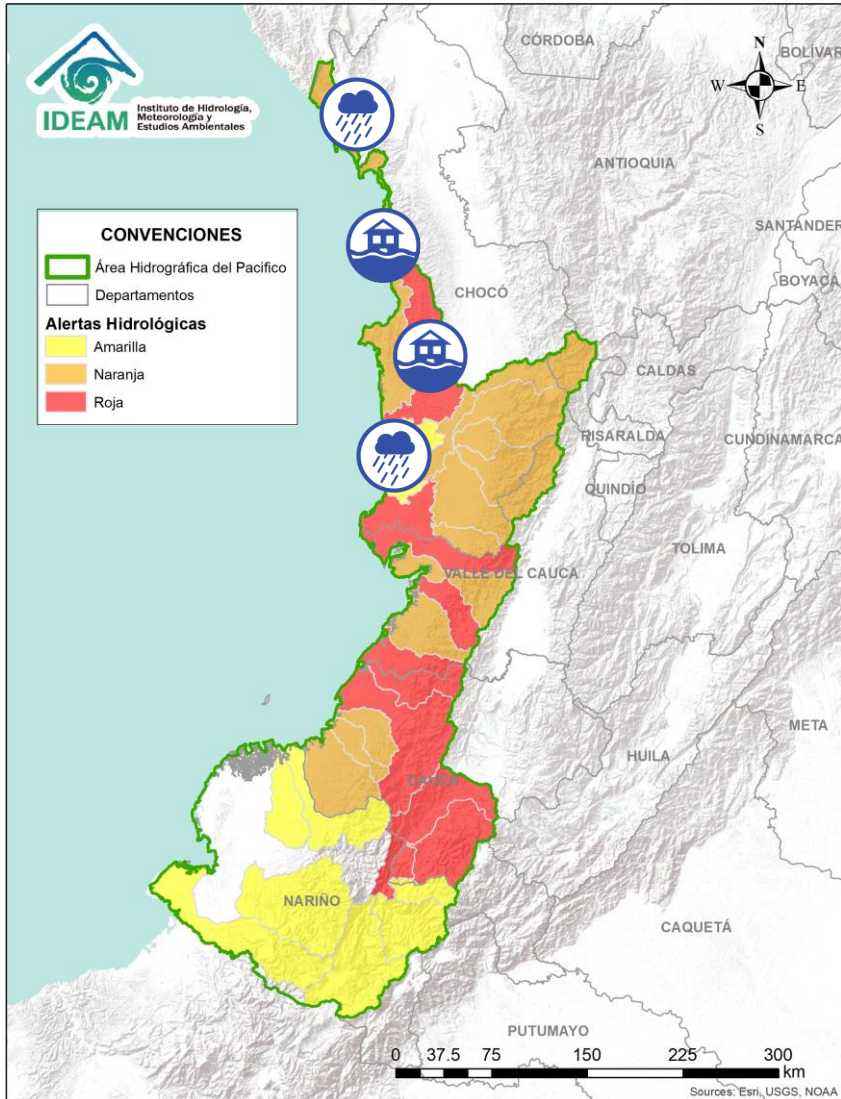 IDEAM
Instituto de Hidrología,
Meteorología y
Estudios Ambientales
CÓRDOBA
BOLÍVAR
N
W
E
S
ANTIOQUIA
SANTANDER
BOYACÁ
CONVENCIONES
Área Hidrográfica del Pacifico
Departamentos
Alertas Hidrológicas
Amarilla
Naranja
Roja
CHOCÓ
CALDAS
RISARALDA
CUNDINAMARCA
QUINDÍO
TOLIMA
VALLE DEL CAUCA
META
HUILA
CAUCA
NARIÑO
CAQUETÁ
PUTUMAYO
0 37.5 75 150 225 300
km
Sources: Esri, USGS, NOAA